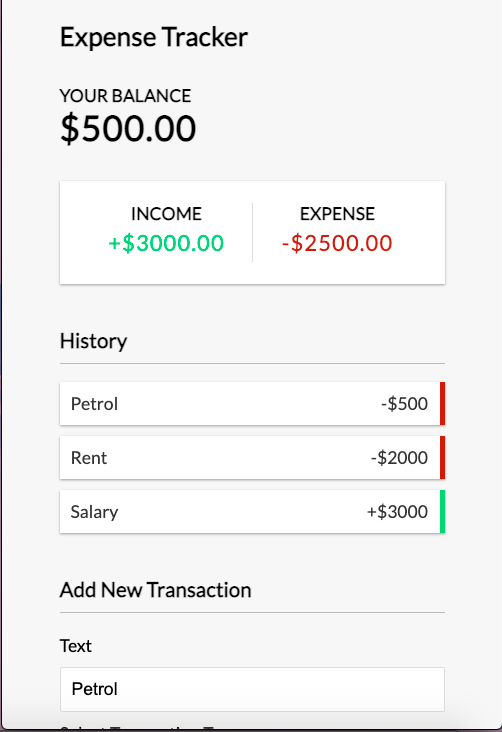 Expense Tracker
YOUR BALANCE
$500.00
INCOME EXPENSE
+$3000.00 -$2500.00
History
Petrol -$500
Rent -$2000
Salary +$3000
Add New Transaction
Text
Petrol